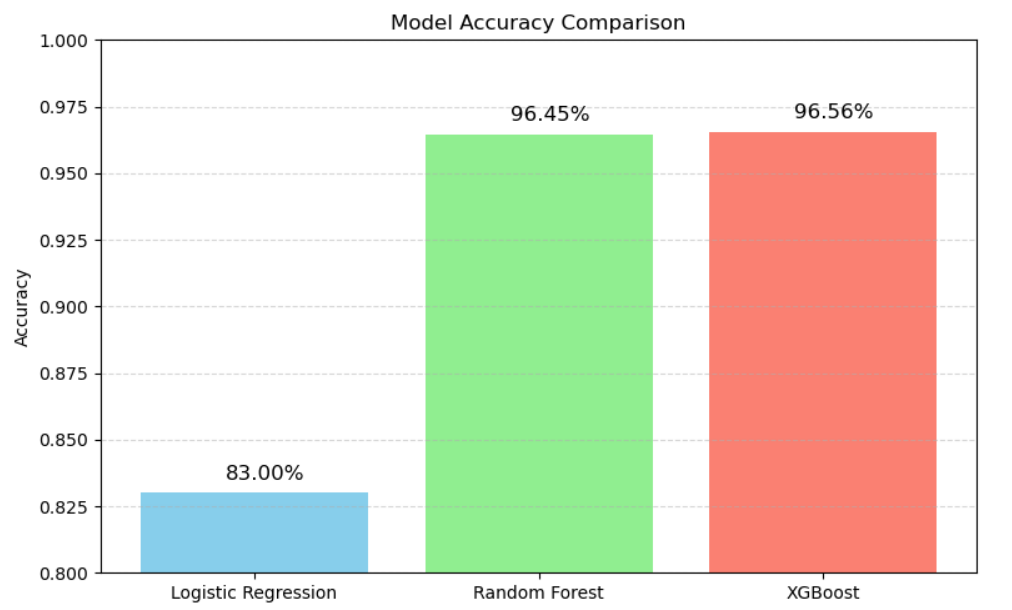 Model Accuracy Comparison
1.000
0.975
0.950
0.925
0.900
0.875
0.850
0.825
0.800
Accuracy
83.00%
96.45%
96.56%
Logistic Regression
Random Forest
XGBoost